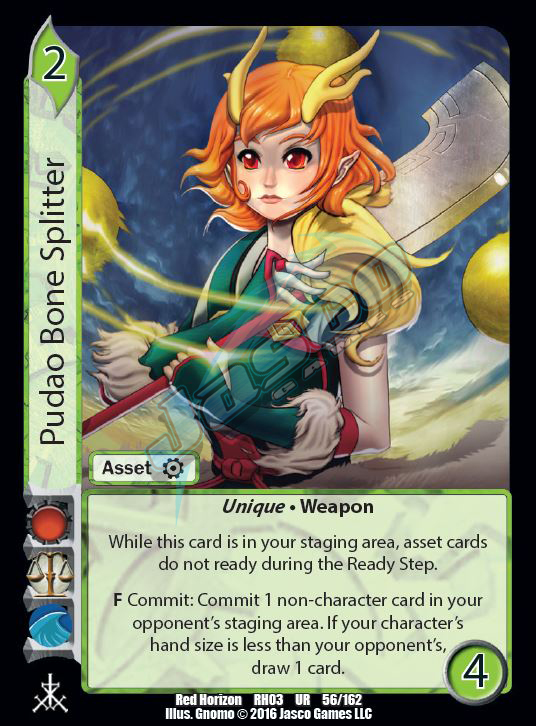 2
Pudao Bone Splitter
Asset
Unique • Weapon
While this card is in your staging area, asset cards
do not ready during the Ready Step.
F Commit: Commit 1 non-character card in your
opponent's staging area. If your character's
hand size is less than your opponent's,
draw 1 card.
4
Red Horizon RH03 UR 56/162
Illus. Gnomo © 2016 Jasco Games LLC
JASCO
GAMES